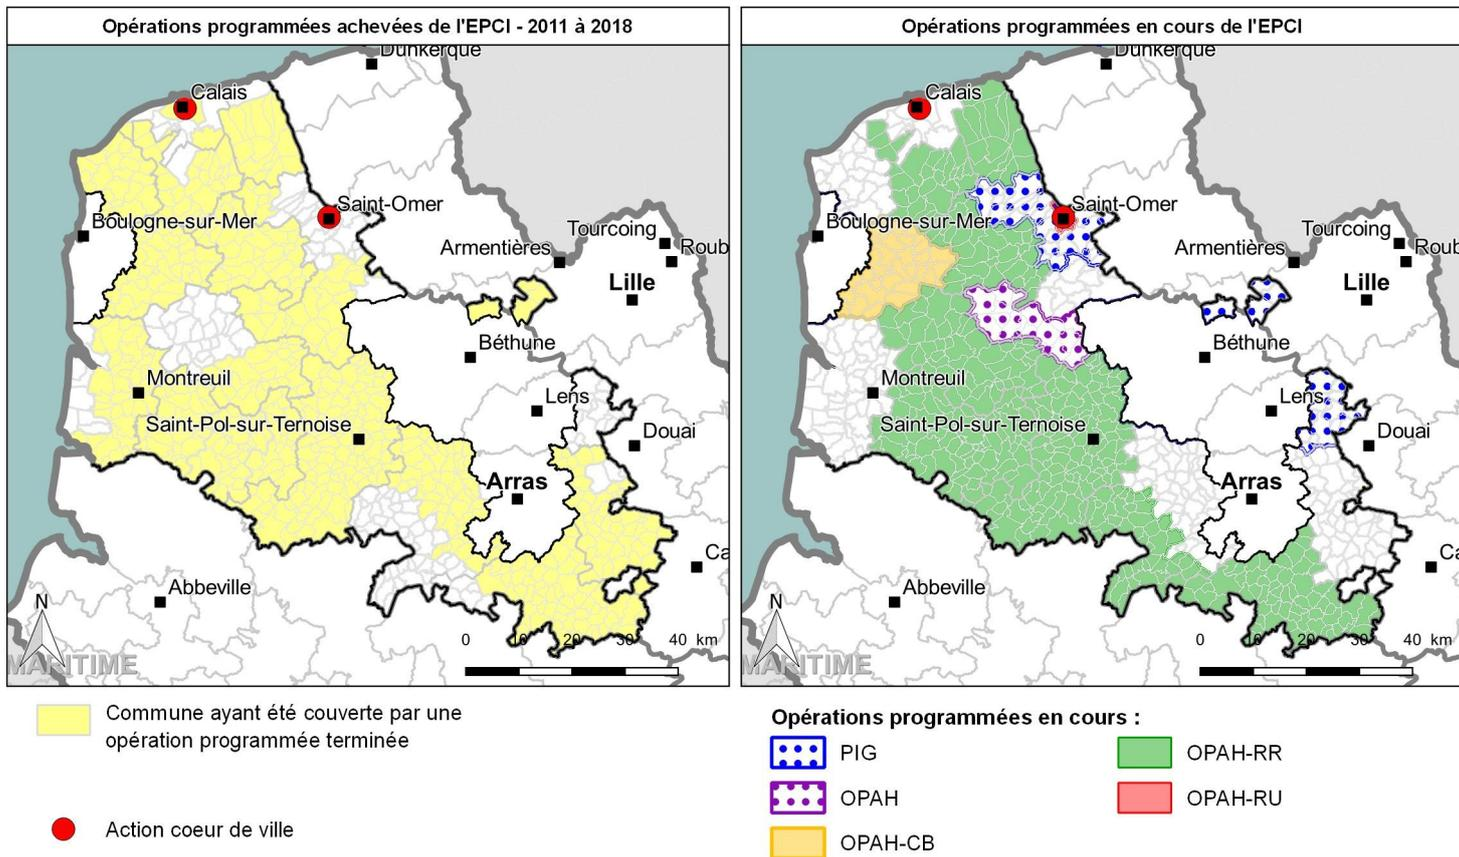 Opérations programmées achevées de l'EPCI - 2011 à 2018
Dunkerque
Calais
Saint-Omer
Boulogne-sur-Mer
Tourcoing
Armentières
Roub
Lille
Béthune
Montreuil
Lens
Saint-Pol-sur-Ternoise
Douai
Arras
Ca
Abbeville
N
MARITIME
0 10 20 30 40 km
Opérations programmées en cours de l'EPCI
Dunkerque
Calais
Saint-Omer
Boulogne-sur-Mer
Tourcoing
Armentières
Roub
Lille
Béthune
Montreuil
Lens
Saint-Pol-sur-Ternoise
Douai
Arras
Ca
Abbeville
N
MARITIME
0 10 20 30 40 km
Commune ayant été couverte par une
opération programmée terminée
Action coeur de ville
Opérations programmées en cours :
PIG
OPAH
OPAH-CB
OPAH-RR
OPAH-RU